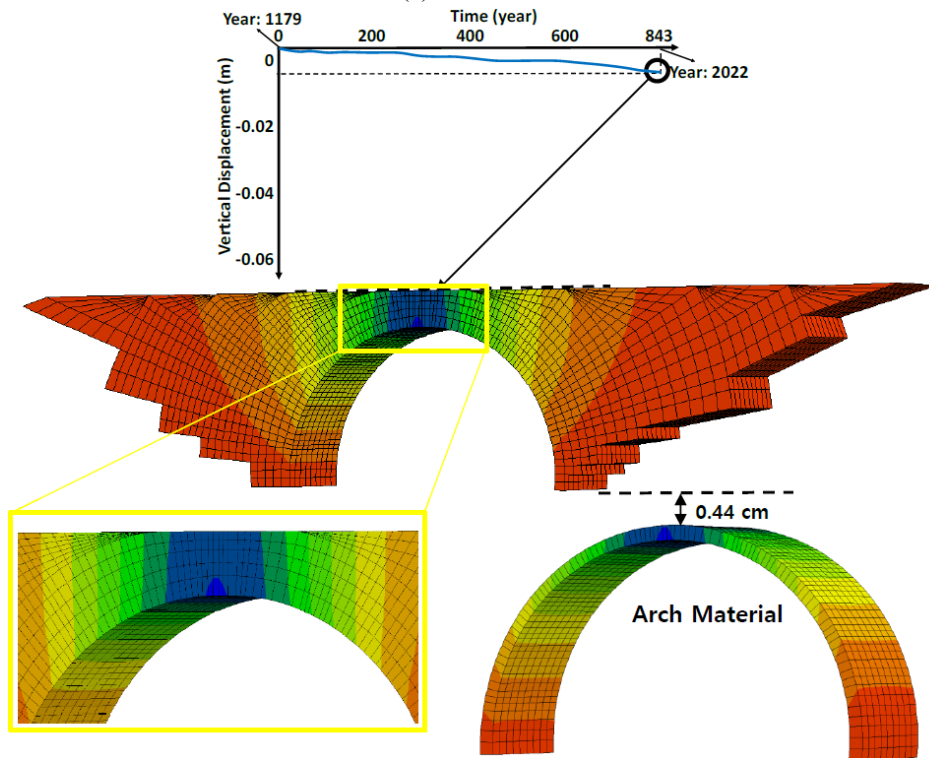 Time (year)
Year: 1179
0 200 400 600 843
0
Year: 2022
-0.02
-0.04
-0.06
Vertical Displacement (m)
0.44 cm
Arch Material